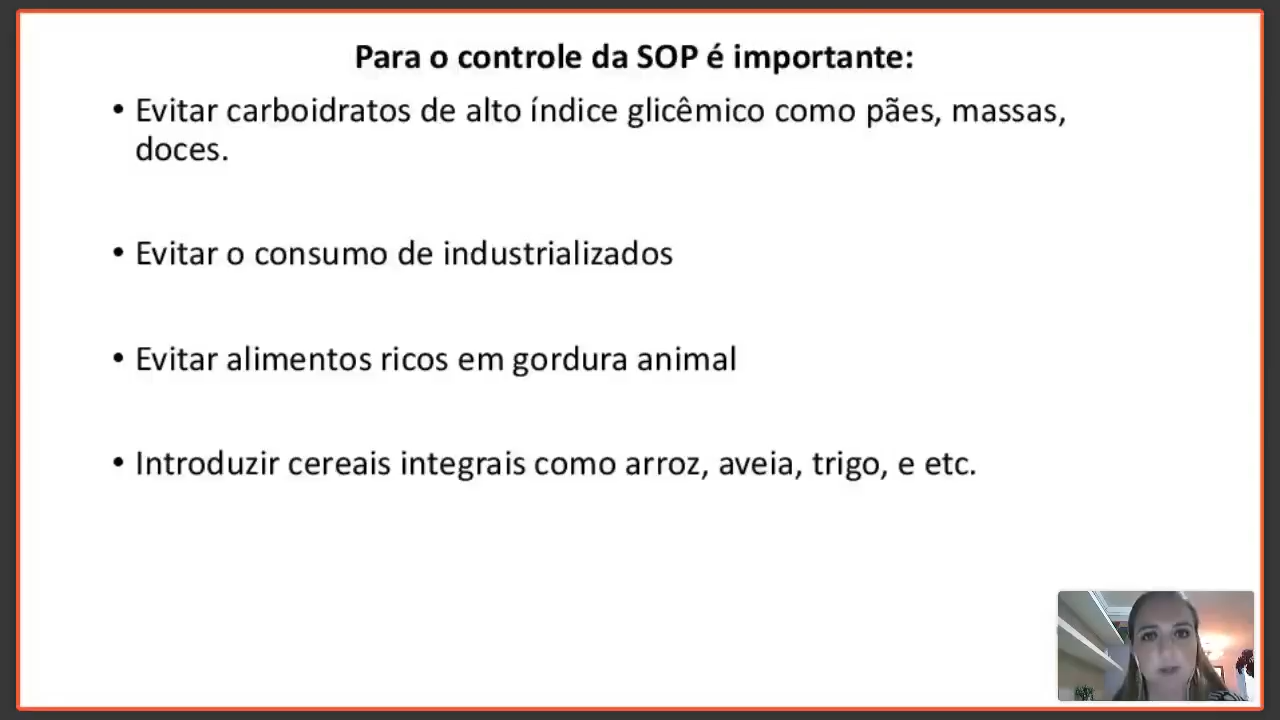 Para o controle da SOP é importante:
• Evitar carboidratos de alto índice glicêmico como pães, massas,
doces.
• Evitar o consumo de industrializados
• Evitar alimentos ricos em gordura animal
• Introduzir cereais integrais como arroz, aveia, trigo, e etc.